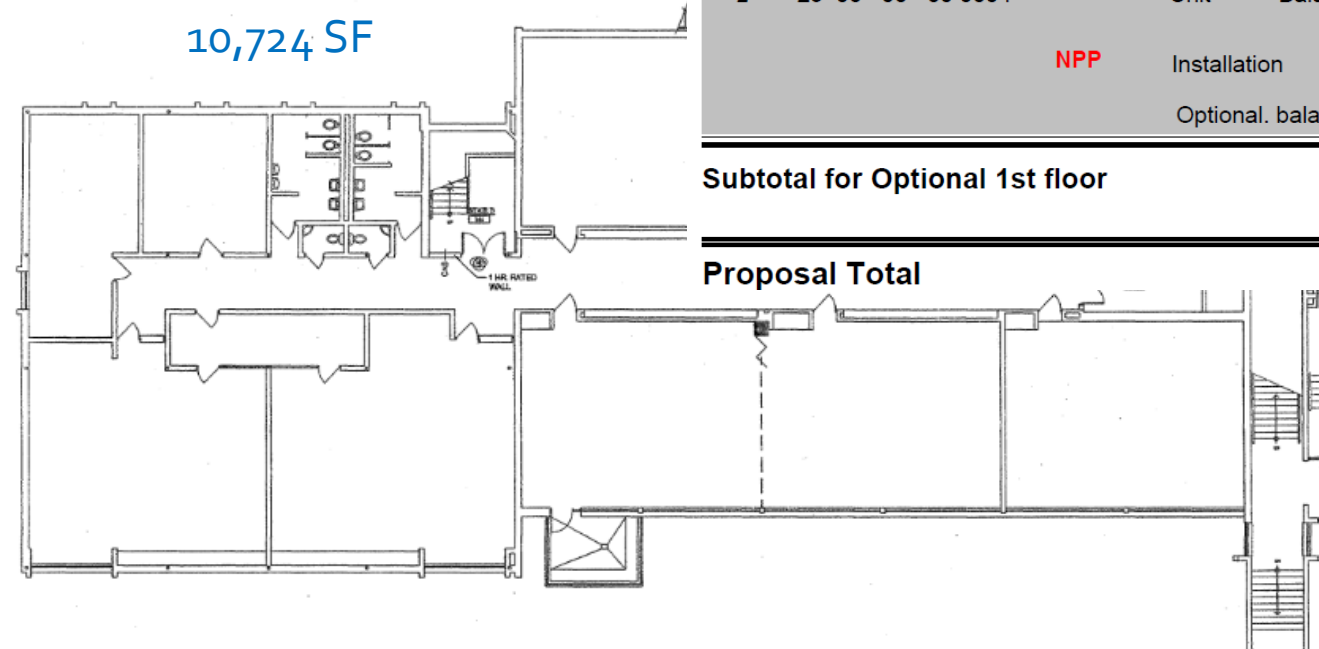 10,724 SF
NPP Installation
Optional. bala
Subtotal for Optional 1st floor
Proposal Total
1 HR. RATED
WALL